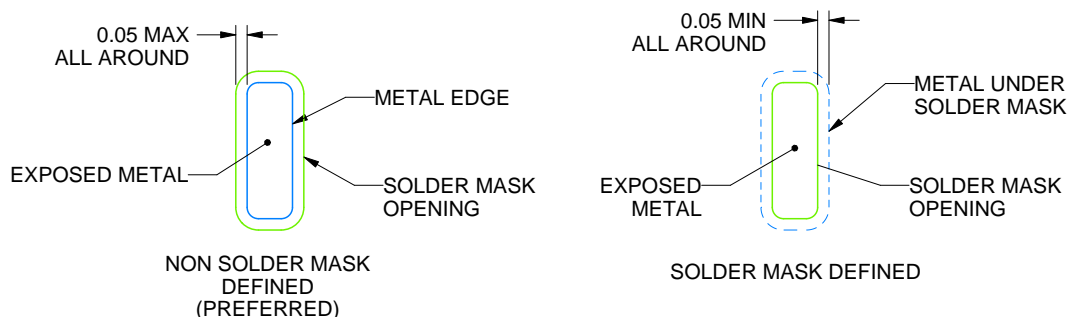 0.05 MAX
ALL AROUND
METAL EDGE
EXPOSED METAL
SOLDER MASK
OPENING
NON SOLDER MASK
DEFINED
(PREFERRED)
0.05 MIN
ALL AROUND
METAL UNDER
SOLDER MASK
EXPOSED
METAL
SOLDER MASK
OPENING
SOLDER MASK DEFINED